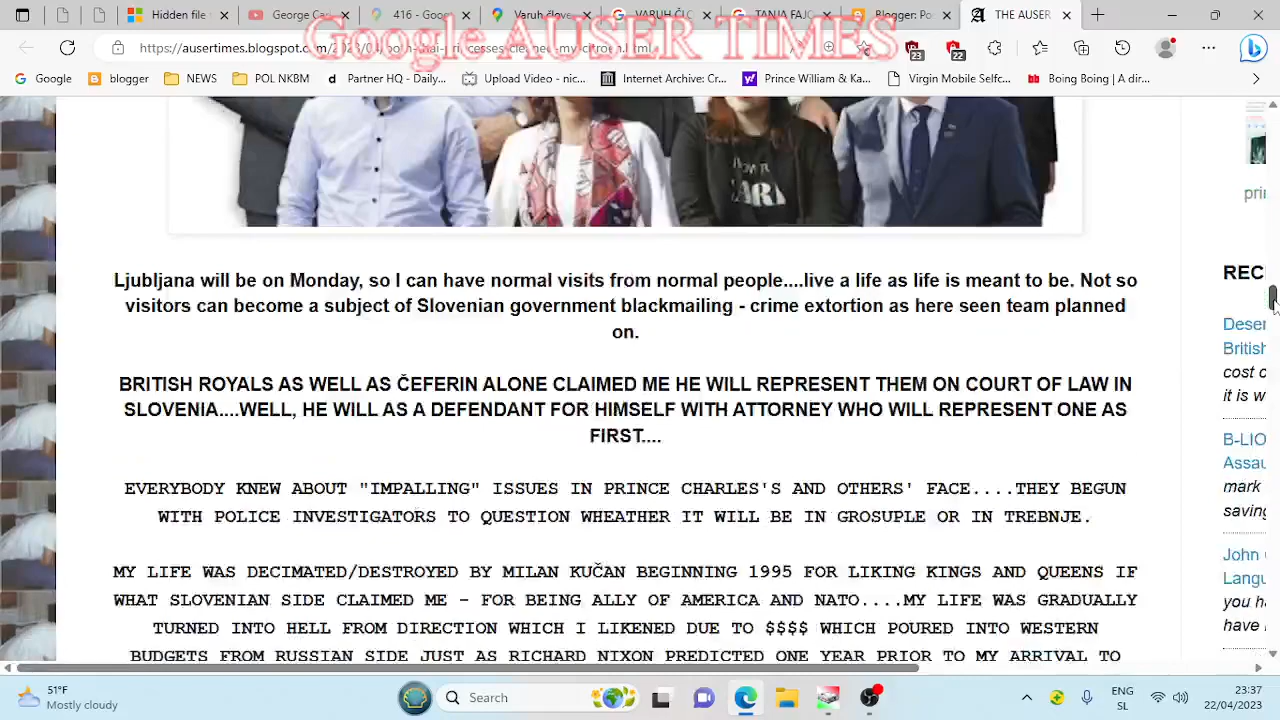 Hidden file
George Ca
416 - Goo
Varuh člove
VARUH ČLO
TANJA FAJO
Blogger: Po
THE AUSER
Google AUSER TIMES
Google
blogger
NEWS
POL NKBM
Partner HQ - Daily...
Upload Video - nic...
Internet Archive: Cr...
Prince William & Ka...
Virgin Mobile Selfc...
Boing Boing | A dir...
23
22
Ljubljana will be on Monday, so I can have normal visits from normal people....live a life as life is meant to be. Not so
visitors can become a subject of Slovenian government blackmailing - crime extortion as here seen team planned
on.
BRITISH ROYALS AS WELL AS ČEFERIN ALONE CLAIMED ME HE WILL REPRESENT THEM ON COURT OF LAW IN
SLOVENIA....WELL, HE WILL AS A DEFENDANT FOR HIMSELF WITH ATTORNEY WHO WILL REPRESENT ONE AS
FIRST....
EVERYBODY KNEW ABOUT "IMPALLING" ISSUES IN PRINCE CHARLES'S AND OTHERS' FACE....THEY BEGUN
WITH POLICE INVESTIGATORS TO QUESTION WHEATHER IT WILL BE IN GROSUPLE OR IN TREBNJE.
MY LIFE WAS DECIMATED/DESTROYED BY MILAN KUČAN BEGINNING 1995 FOR LIKING KINGS AND QUEENS IF
WHAT SLOVENIAN SIDE CLAIMED ME - FOR BEING ALLY OF AMERICA AND NATO....MY LIFE WAS GRADUALLY
TURNED INTO HELL FROM DIRECTION WHICH I LIKENED DUE TO $$$$ WHICH POURED INTO WESTERN
BUDGETS FROM RUSSIAN SIDE JUST AS RICHARD NIXON PREDICTED ONE YEAR PRIOR TO MY ARRIVAL TO
prin
REC
Deser
British
cost o
it is w
B-LIO
Assau
mark
saving
John
Langu
you ha
have
51°F
Mostly cloudy
Search
ENG
SL
23:37
22/04/2023